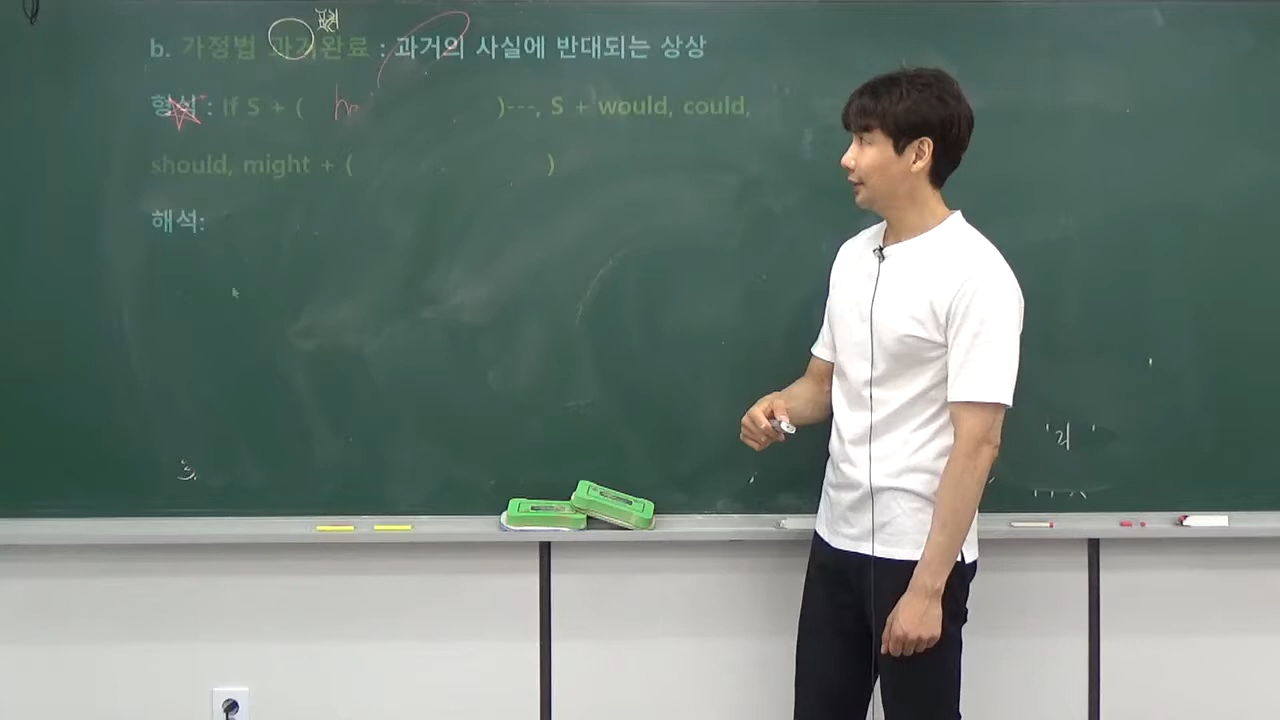 b. 가정법 과거완료 : 과거의 사실에 반대되는 상상
형식 : If S + ( ha )---, S + would, could,
should, might + ( )
해석: